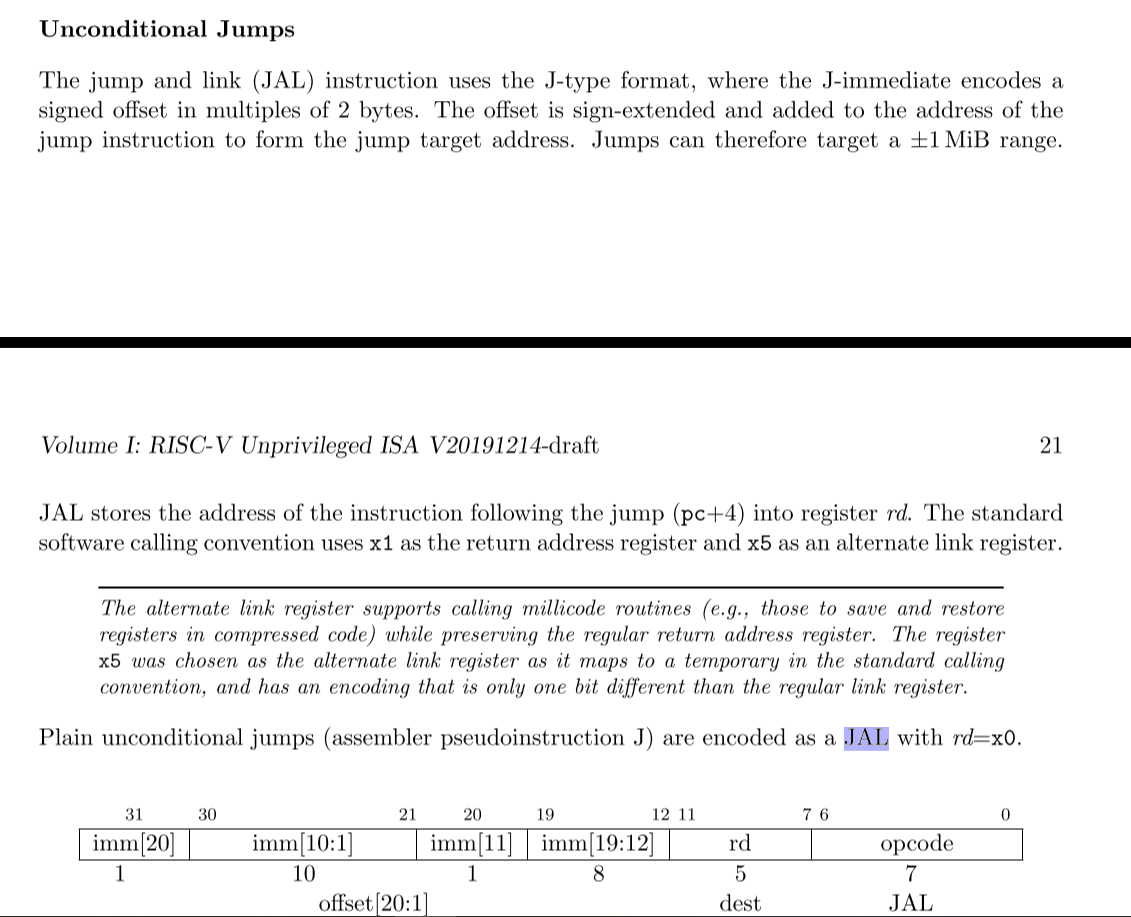 Unconditional Jumps
The jump and link (JAL) instruction uses the J-type format, where the J-immediate encodes a
signed offset in multiples of 2 bytes. The offset is sign-extended and added to the address of the
jump instruction to form the jump target address. Jumps can therefore target a ±1 MiB range.
Volume I: RISC-V Unprivileged ISA V20191214-draft 21
JAL stores the address of the instruction following the jump (pc+4) into register rd. The standard
software calling convention uses x1 as the return address register and x5 as an alternate link register.
The alternate link register supports calling millicode routines (e.g., those to save and restore
registers in compressed code) while preserving the regular return address register. The register
x5 was chosen as the alternate link register as it maps to a temporary in the standard calling
convention, and has an encoding that is only one bit different than the regular link register.
Plain unconditional jumps (assembler pseudoinstruction J) are encoded as a JAL with rd=x0.
31 30 21 20 19 12 11 7 6 0
imm[20] imm[10:1] imm[11] imm[19:12] rd opcode
1 10 1 8 5 7
offset[20:1] dest JAL